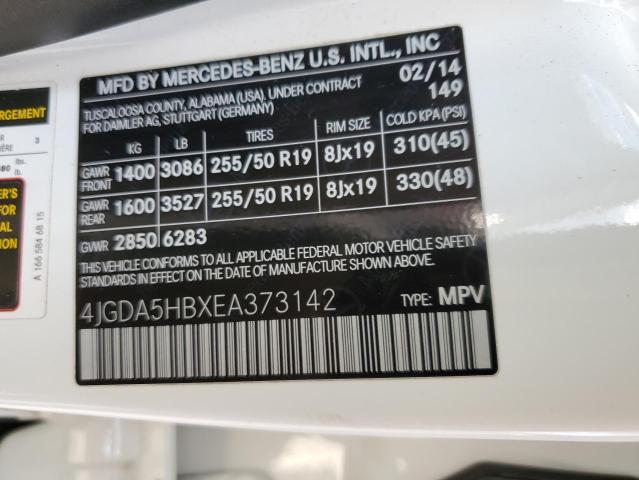 MFD BY MERCEDES-BENZ U.S. INTL., INC
TUSCALOOSA COUNTY, ALABAMA (USA), UNDER CONTRACT 02/14
FOR DAIMLER AG, STUTTGART (GERMANY) 149
KG LB TIRES RIM SIZE COLD KPA (PSI)
GAWR FRONT 1400 3086 255/50 R19 8Jx19 310(45)
GAWR REAR 1600 3527 255/50 R19 8Jx19 330(48)
GVWR 2850 6283
THIS VEHICLE CONFORMS TO ALL APPLICABLE FEDERAL MOTOR VEHICLE SAFETY
STANDARDS IN EFFECT ON THE DATE OF MANUFACTURE SHOWN ABOVE.
4JGDA5HBXEA373142 TYPE: MPV
A 166 584 68 15
3
lbs.